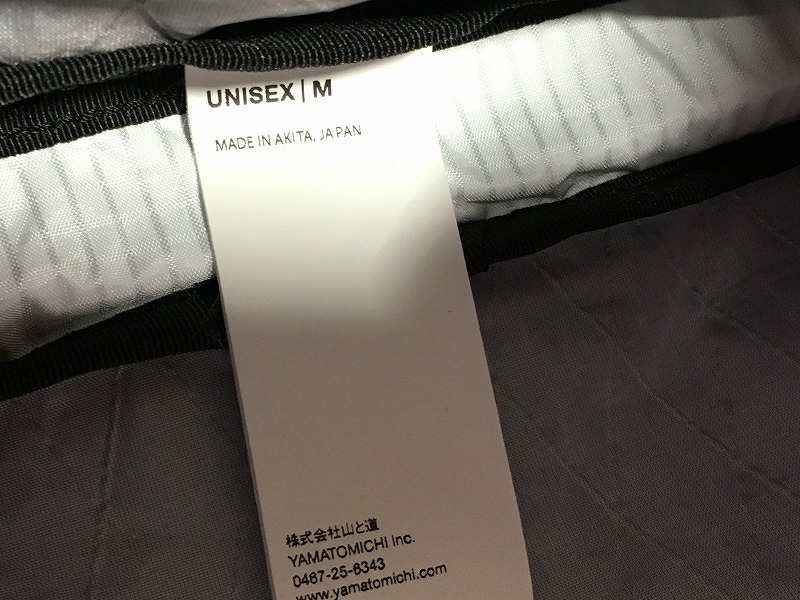 UNISEX | M
MADE IN AKITA, JAPAN
株式会社山と道
YAMATOMICHI Inc.
0467-25-6343
www.yamatomichi.com